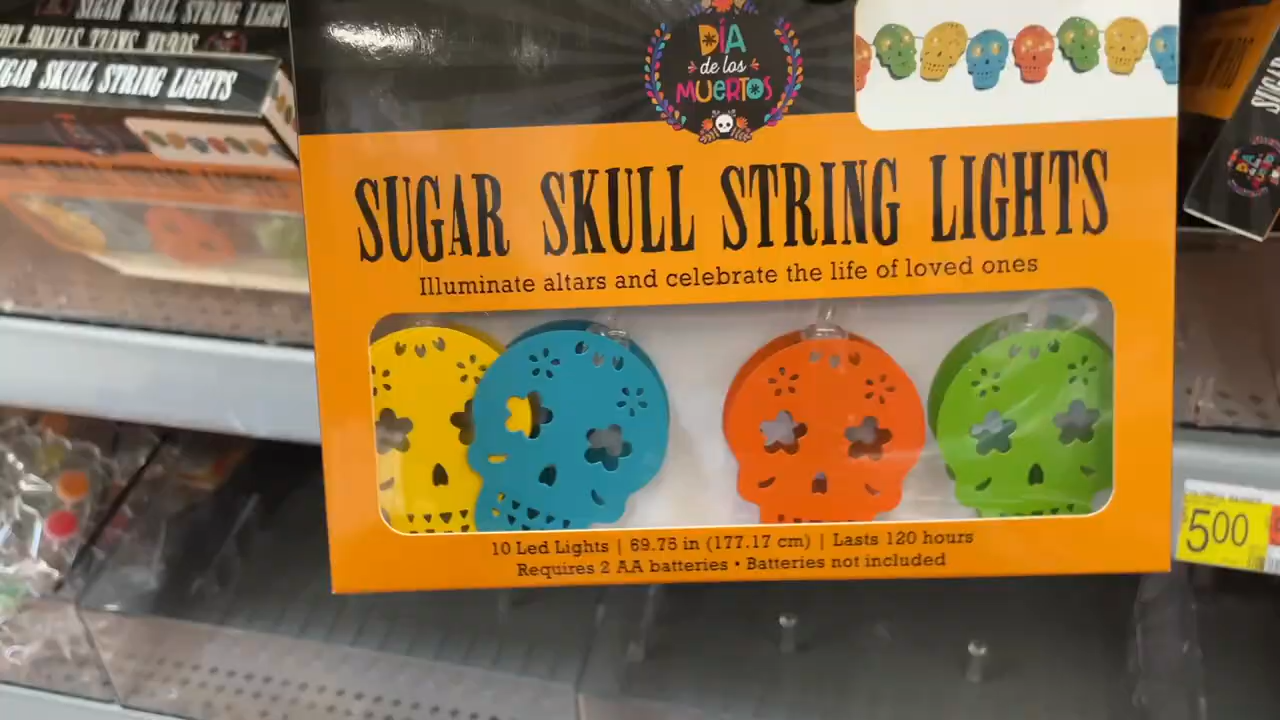 SUGAR SKULL STRING LIGHTS
SUGAR SKULL STRING LIGHTS
DÍA
de los
MUERTOS
SUGAR SKULL STRING LIGHTS
Illuminate altars and celebrate the life of loved ones
10 Led Lights | 69.75 in (177.17 cm) | Lasts 120 hours
Requires 2 AA batteries • Batteries not included
$5.00